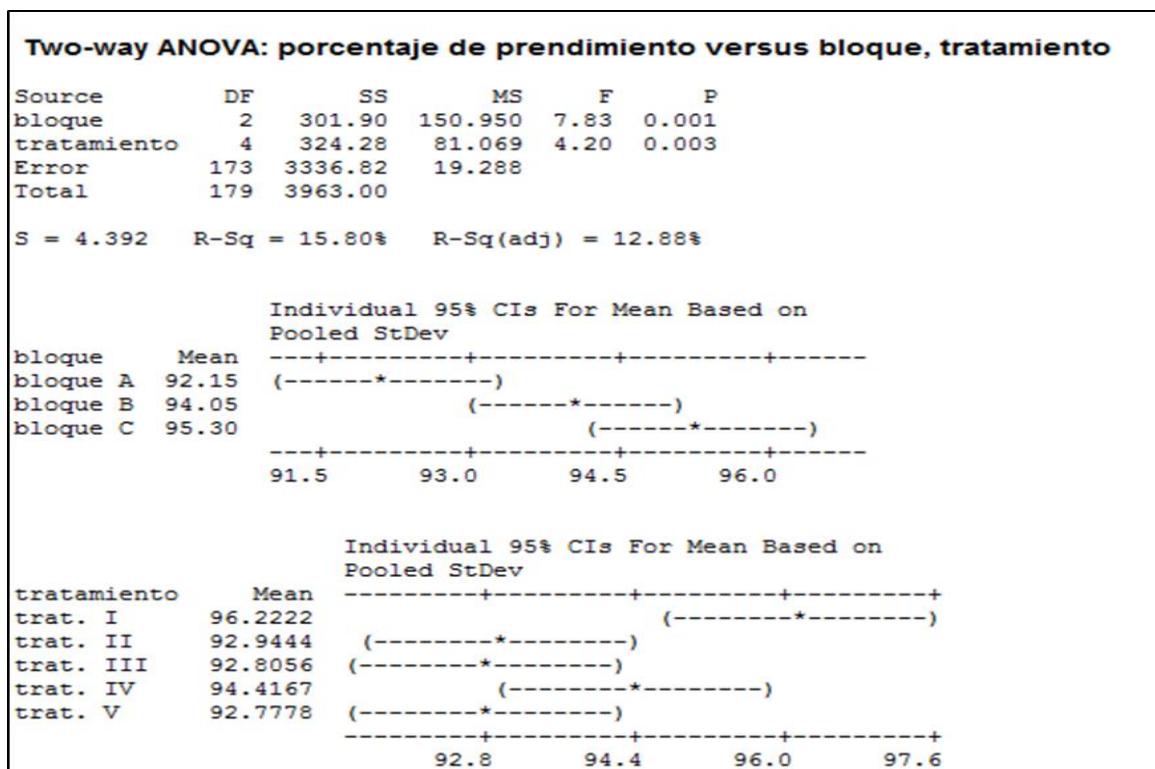 Two-way ANOVA: porcentaje de prendimiento versus bloque, tratamiento
Source DF SS MS F P
bloque 2 301.90 150.950 7.83 0.001
tratamiento 4 324.28 81.069 4.20 0.003
Error 173 3336.82 19.288
Total 179 3963.00
S = 4.392 R-Sq = 15.80% R-Sq(adj) = 12.88%
Individual 95% CIs For Mean Based on
Pooled StDev
bloque Mean ---+---------+---------+---------+------
bloque A 92.15 (------*-------)
bloque B 94.05 (------*------)
bloque C 95.30 (------*-------)
---+---------+---------+---------+------
91.5 93.0 94.5 96.0
Individual 95% CIs For Mean Based on
Pooled StDev
tratamiento Mean ---------+---------+---------+---------+
trat. I 96.2222 (--------*--------)
trat. II 92.9444 (--------*--------)
trat. III 92.8056 (--------*--------)
trat. IV 94.4167 (--------*--------)
trat. V 92.7778 (--------*--------)
---------+---------+---------+---------+
92.8 94.4 96.0 97.6